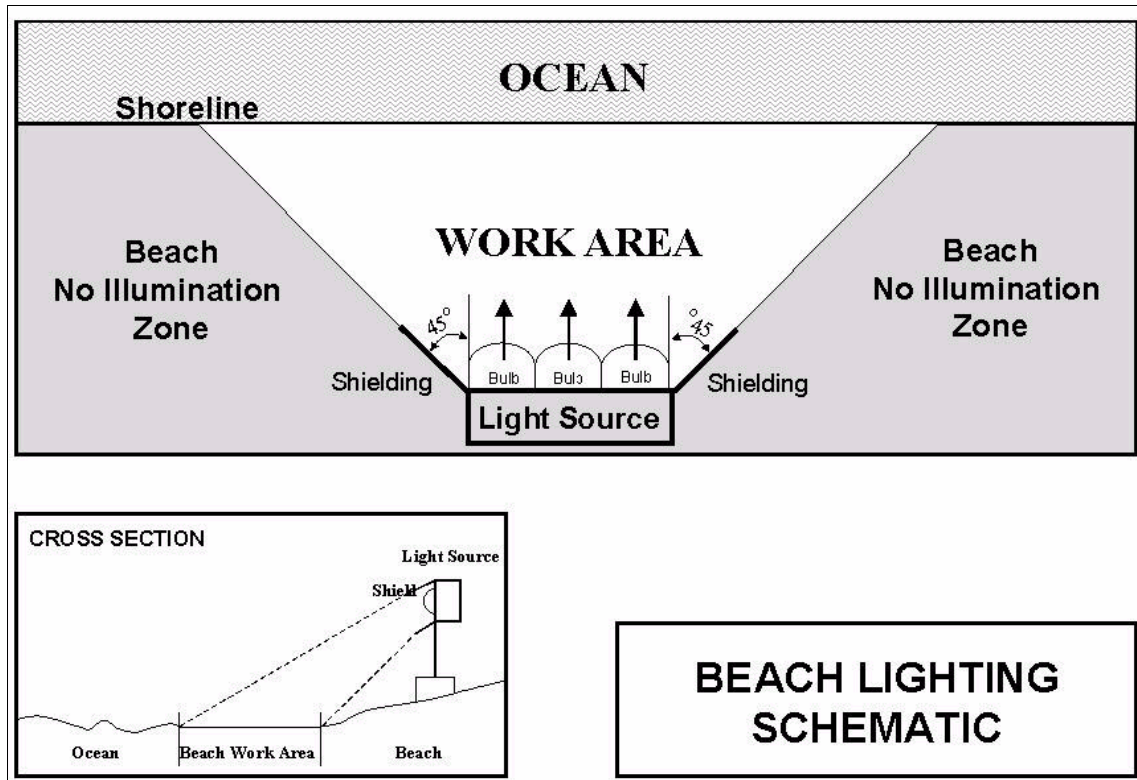 OCEAN
Shoreline
WORK AREA
Beach
No Illumination
Zone
Beach
No Illumination
Zone
45°
°45
Shielding
Bulb
Bulb
Bulb
Shielding
Light Source
CROSS SECTION
Light Source
Shield
Ocean
Beach Work Area
Beach
BEACH LIGHTING
SCHEMATIC